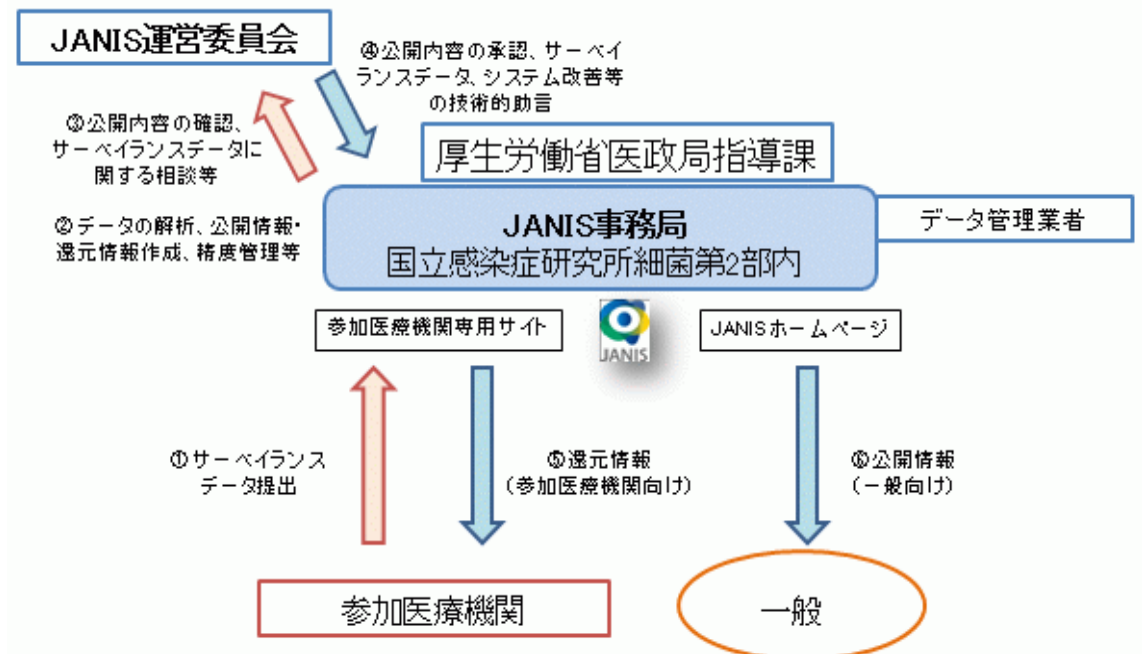 JANIS運営委員会
④公開内容の承認、サーベイ
ランスデータ、システム改善等
の技術的助言
③公開内容の確認、
サーベイランスデータに
関する相談等
厚生労働省医政局指導課
②データの解析、公開情報・
還元情報作成、精度管理等
JANIS事務局
国立感染症研究所細菌第2部内
データ管理業者
参加医療機関専用サイト
JANIS
JANISホームページ
①サーベイランス
データ提出
⑤還元情報
(参加医療機関向け)
⑥公開情報
(一般向け)
参加医療機関
一般